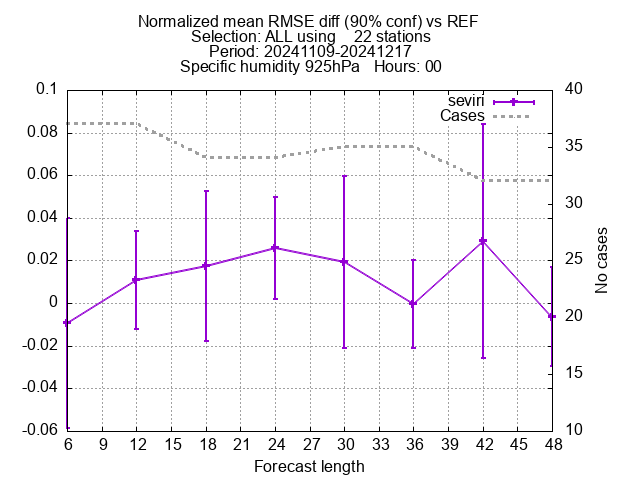 Normalized mean RMSE diff (90% conf) vs REF
Selection: ALL using    22 stations
Period: 20241109-20241217
Specific humidity 925hPa   Hours: 00
seviri
Cases
0.1
0.08
0.06
0.04
0.02
0
-0.02
-0.04
-0.06
40
35
30
25
20
15
10
No cases
6 9 12 15 18 21 24 27 30 33 36 39 42 45 48
Forecast length